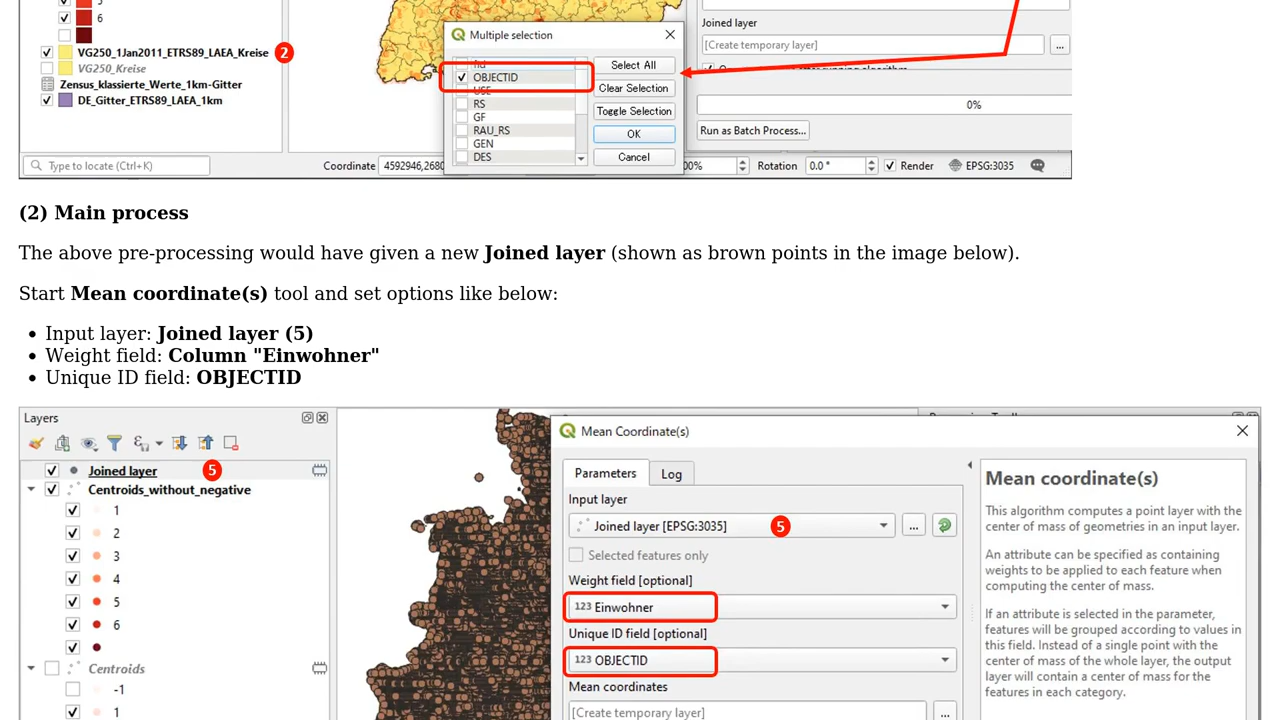 5
6
VG250_1Jan2011_ETRS89_LAEA_Kreise 2
VG250_Kreise
Zensus_klassierte_Werte_1km-Gitter
DE_Gitter_ETRS89_LAEA_1km
Multiple selection
OBJECTID
USE
RS
GF
RAU_RS
GEN
DES
Select All
Clear Selection
Toggle Selection
OK
Cancel
Joined layer
[Create temporary layer]
...
0%
Run as Batch Process...
Type to locate (Ctrl+K)
Coordinate 4592946,2680
Rotation 0.0 °
Render
EPSG:3035
(2) Main process
The above pre-processing would have given a new Joined layer (shown as brown points in the image below).
Start Mean coordinate(s) tool and set options like below:
• Input layer: Joined layer (5)
• Weight field: Column "Einwohner"
• Unique ID field: OBJECTID
Layers
Joined layer 5
Centroids_without_negative
1
2
3
4
5
6
Centroids
-1
1
Mean Coordinate(s)
Parameters
Log
Input layer
Joined layer [EPSG:3035] 5
...
Selected features only
Weight field [optional]
123 Einwohner
Unique ID field [optional]
123 OBJECTID
Mean coordinates
[Create temporary layer]
...
Mean coordinate(s)
This algorithm computes a point layer with the
center of mass of geometries in an input layer.
An attribute can be specified as containing
weights to be applied to each feature when
computing the center of mass.
If an attribute is selected in the parameter,
features will be grouped according to values in
this field. Instead of a single point with the
center of mass of the whole layer, the output
layer will contain a center of mass for the
features in each category.